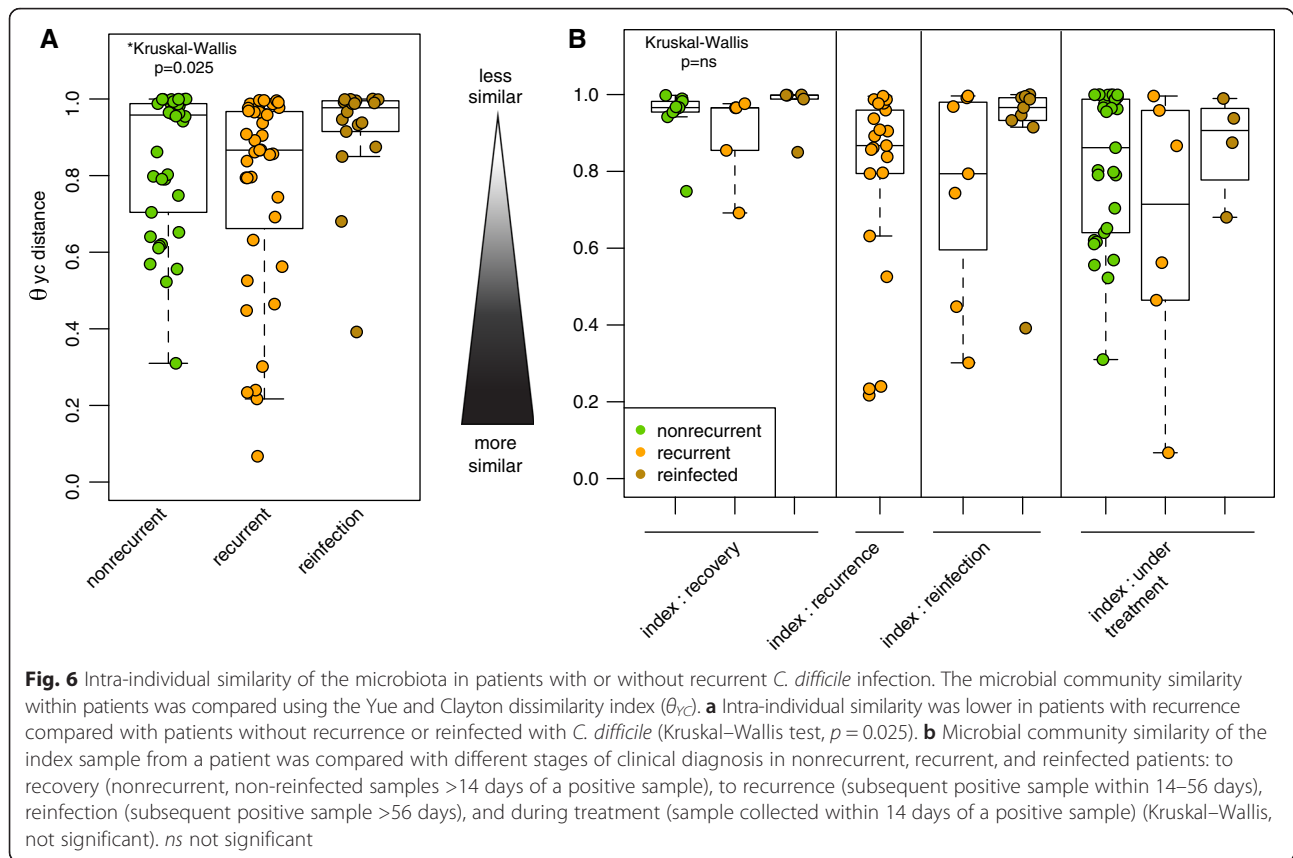 A
*Kruskal-Wallis
p=0.025
θ yc distance
1.0
0.8
0.6
0.4
0.2
0.0
nonrecurrent
recurrent
reinfection
less
similar
more
similar
B
Kruskal-Wallis
p=ns
1.0
0.8
0.6
0.4
0.2
0.0
nonrecurrent
recurrent
reinfected
index : recovery
index : recurrence
index : reinfection
index : under
treatment
Fig. 6 Intra-individual similarity of the microbiota in patients with or without recurrent C. difficile infection. The microbial community similarity
within patients was compared using the Yue and Clayton dissimilarity index (θYC). a Intra-individual similarity was lower in patients with recurrence
compared with patients without recurrence or reinfected with C. difficile (Kruskal–Wallis test, p = 0.025). b Microbial community similarity of the
index sample from a patient was compared with different stages of clinical diagnosis in nonrecurrent, recurrent, and reinfected patients: to
recovery (nonrecurrent, non-reinfected samples >14 days of a positive sample), to recurrence (subsequent positive sample within 14–56 days),
reinfection (subsequent positive sample >56 days), and during treatment (sample collected within 14 days of a positive sample) (Kruskal–Wallis,
not significant). ns not significant